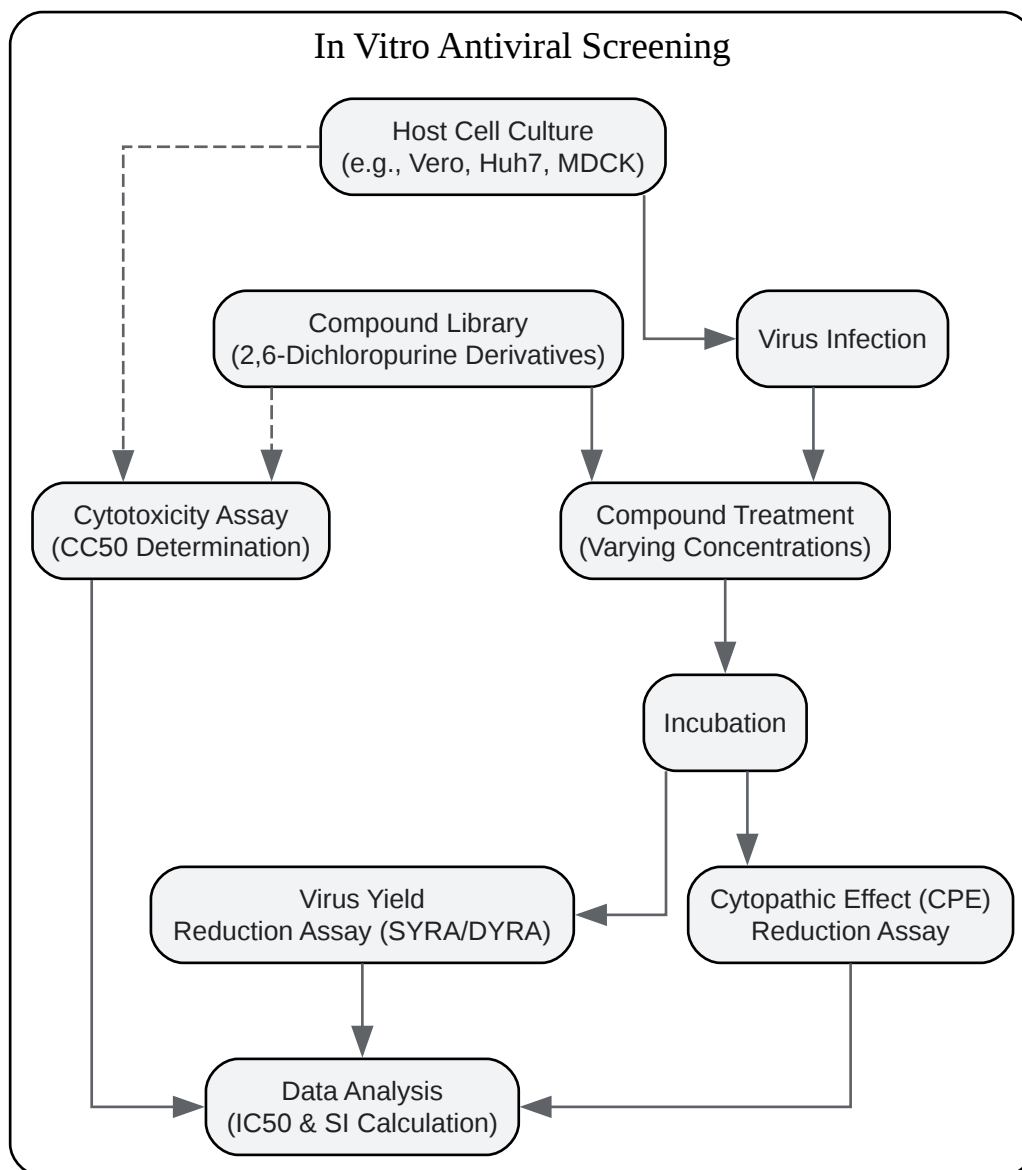 In Vitro Antiviral Screening
Host Cell Culture
(e.g., Vero, Huh7, MDCK)
Compound Library
(2,6-Dichloropurine Derivatives)
Virus Infection
Cytotoxicity Assay
(CC50 Determination)
Compound Treatment
(Varying Concentrations)
Incubation
Virus Yield
Reduction Assay (SYRA/DYRA)
Cytopathic Effect (CPE)
Reduction Assay
Data Analysis
(IC50 & SI Calculation)